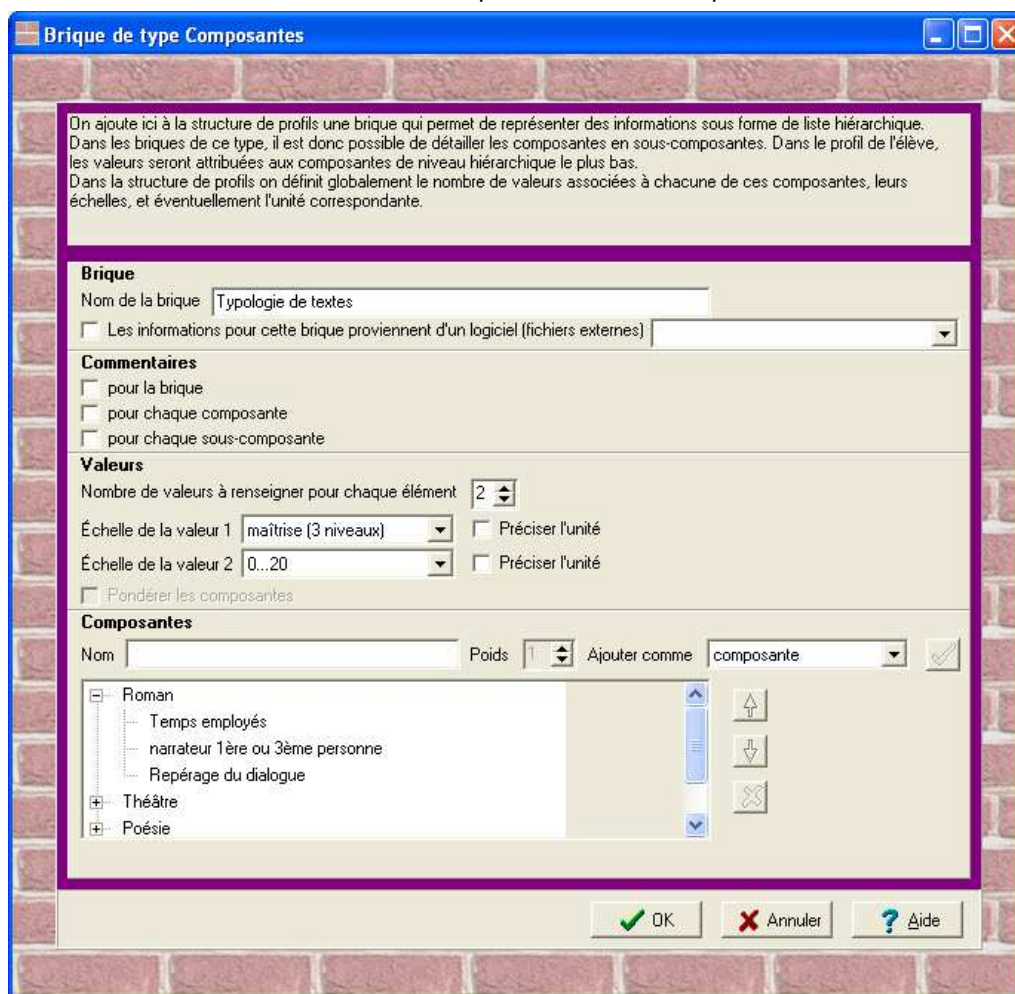 Brique de type Composantes
On ajoute ici à la structure de profils une brique qui permet de représenter des informations sous forme de liste hiérarchique.
Dans les briques de ce type, il est donc possible de détailler les composantes en sous-composantes. Dans le profil de l'élève,
les valeurs seront attribuées aux composantes de niveau hiérarchique le plus bas.
Dans la structure de profils on définit globalement le nombre de valeurs associées à chacune de ces composantes, leurs
échelles, et éventuellement l'unité correspondante.
Brique
Nom de la brique Typologie de textes
Les informations pour cette brique proviennent d'un logiciel (fichiers externes)
Commentaires
pour la brique
pour chaque composante
pour chaque sous-composante
Valeurs
Nombre de valeurs à renseigner pour chaque élément 2
Échelle de la valeur 1 maîtrise (3 niveaux) Préciser l'unité
Échelle de la valeur 2 0...20 Préciser l'unité
Pondérer les composantes
Composantes
Nom Poids 1 Ajouter comme composante
Roman
Temps employés
narrateur 1ère ou 3ème personne
Repérage du dialogue
Théâtre
Poésie
OK Annuler Aide